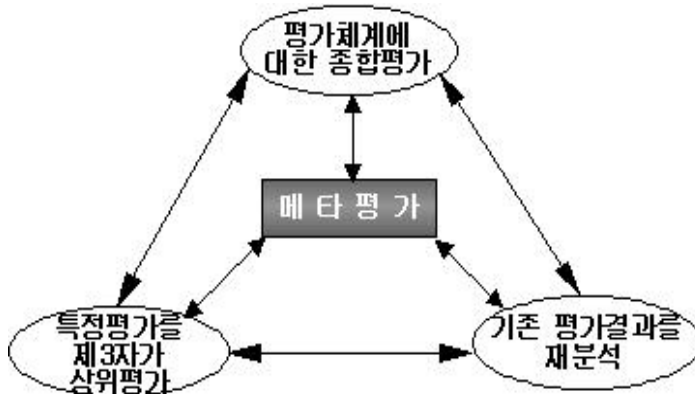 평가체계에
대한 종합평가
메타평가
특정평가를
제3자가
상위평가
기존 평가결과를
재분석